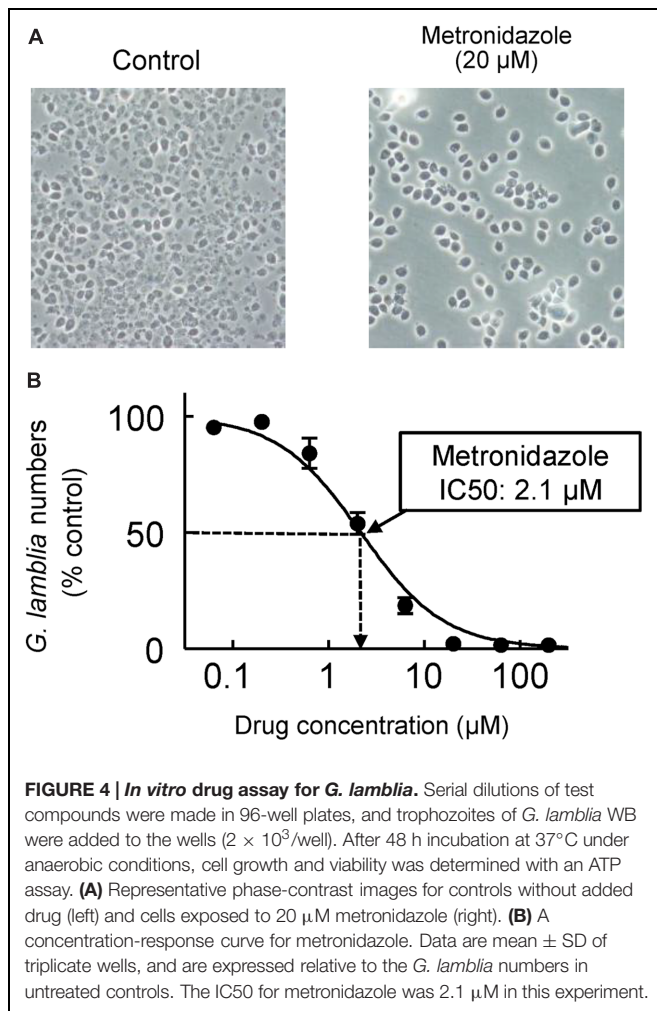 A
Control
Metronidazole
(20 µM)
B
G. lamblia numbers
(% control)
100
50
0
Metronidazole
IC50: 2.1 µM
0.1 1 10 100
Drug concentration (µM)
FIGURE 4 | In vitro drug assay for G. lamblia. Serial dilutions of test
compounds were made in 96-well plates, and trophozoites of G. lamblia WB
were added to the wells (2 × 10³/well). After 48 h incubation at 37°C under
anaerobic conditions, cell growth and viability was determined with an ATP
assay. (A) Representative phase-contrast images for controls without added
drug (left) and cells exposed to 20 µM metronidazole (right). (B) A
concentration-response curve for metronidazole. Data are mean ± SD of
triplicate wells, and are expressed relative to the G. lamblia numbers in
untreated controls. The IC50 for metronidazole was 2.1 µM in this experiment.